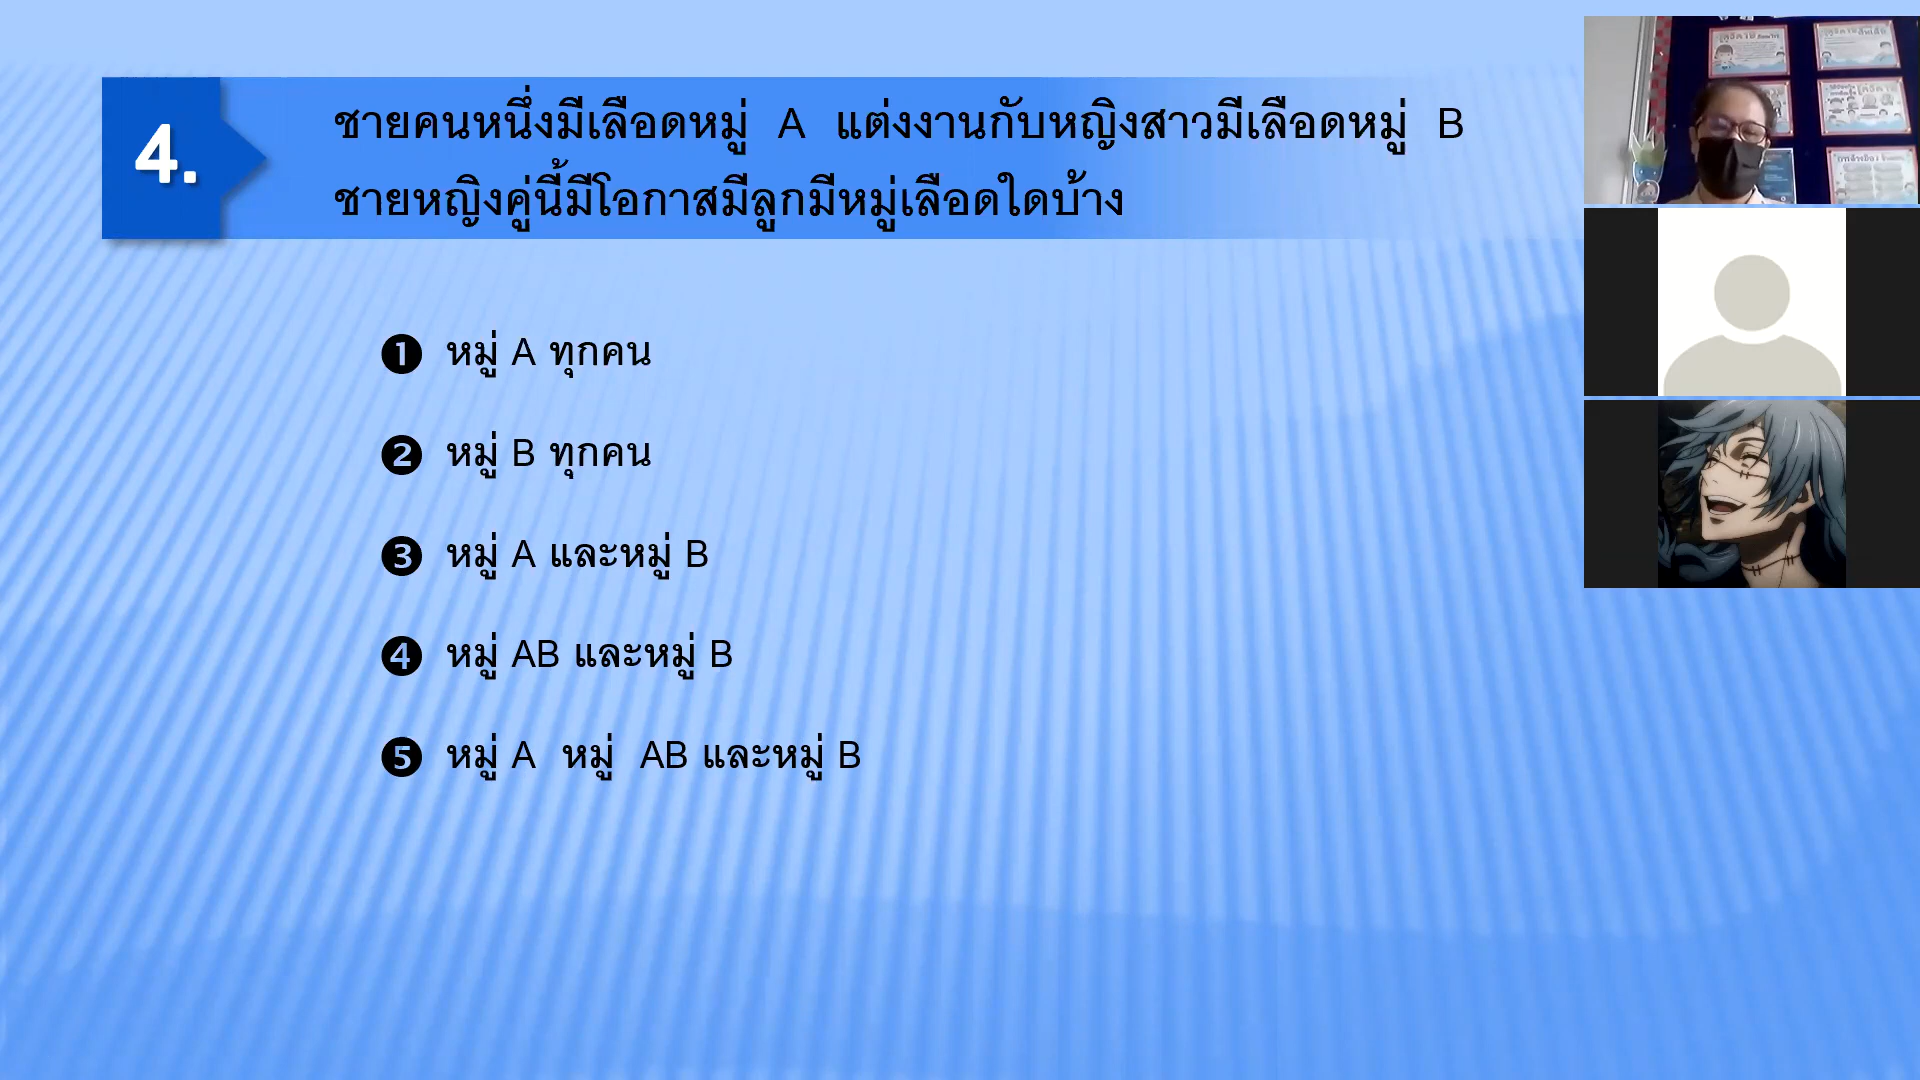 4.
ชายคนหนึ่งมีเลือดหมู่ A แต่งงานกับหญิงสาวมีเลือดหมู่ B
ชายหญิงคู่นี้มีโอกาสมีลูกมีหมู่เลือดใดบ้าง
❶ หมู่ A ทุกคน
❷ หมู่ B ทุกคน
❸ หมู่ A และหมู่ B
❹ หมู่ AB และหมู่ B
❺ หมู่ A หมู่ AB และหมู่ B